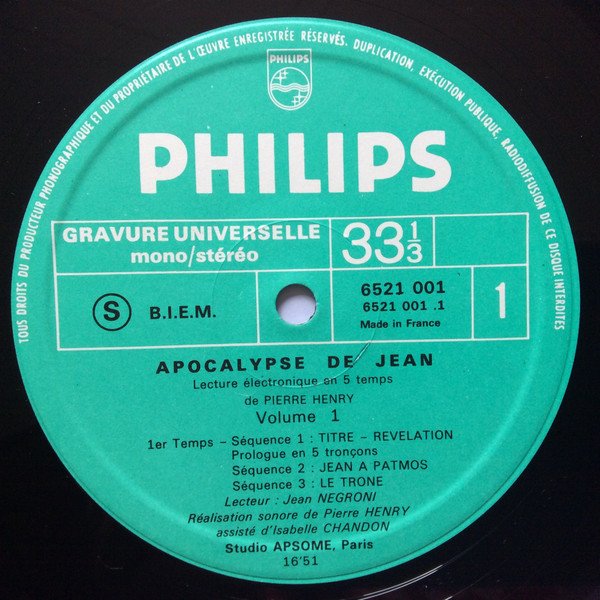 TOUS DROITS DU PRODUCTEUR PHONOGRAPHIQUE ET DU PROPRIÉTAIRE DE L'ŒUVRE ENREGISTRÉE RÉSERVÉS. DUPLICATION, EXÉCUTION PUBLIQUE, RADIODIFFUSION DE CE DISQUE INTERDITES
PHILIPS
PHILIPS
GRAVURE UNIVERSELLE
mono/stéréo
33 1/3
S B.I.E.M.
6521 001
6521 001 .1
Made in France
1
APOCALYPSE DE JEAN
Lecture électronique en 5 temps
de PIERRE HENRY
Volume 1
1er Temps – Séquence 1 : TITRE – REVELATION
Prologue en 5 tronçons
Séquence 2 : JEAN A PATMOS
Séquence 3 : LE TRONE
Lecteur : Jean NEGRONI
Réalisation sonore de Pierre HENRY
assisté d'Isabelle CHANDON
Studio APSOME, Paris
16'51